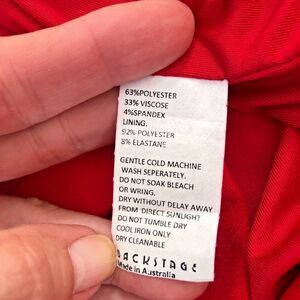 63%POLYESTER
33% VISCOSE
4%SPANDEX
LINING.
92% POLYESTER
8% ELASTANE
GENTLE COLD MACHINE
WASH SEPERATELY.
DO NOT SOAK BLEACH
OR WRING.
DRY WITHOUT DELAY AWAY
FROM DIRECT SUNLIGHT
DO NOT TUMBLE DRY
COOL IRON ONLY
DRY CLEANABLE
BACKSTAGE
Made in Australia